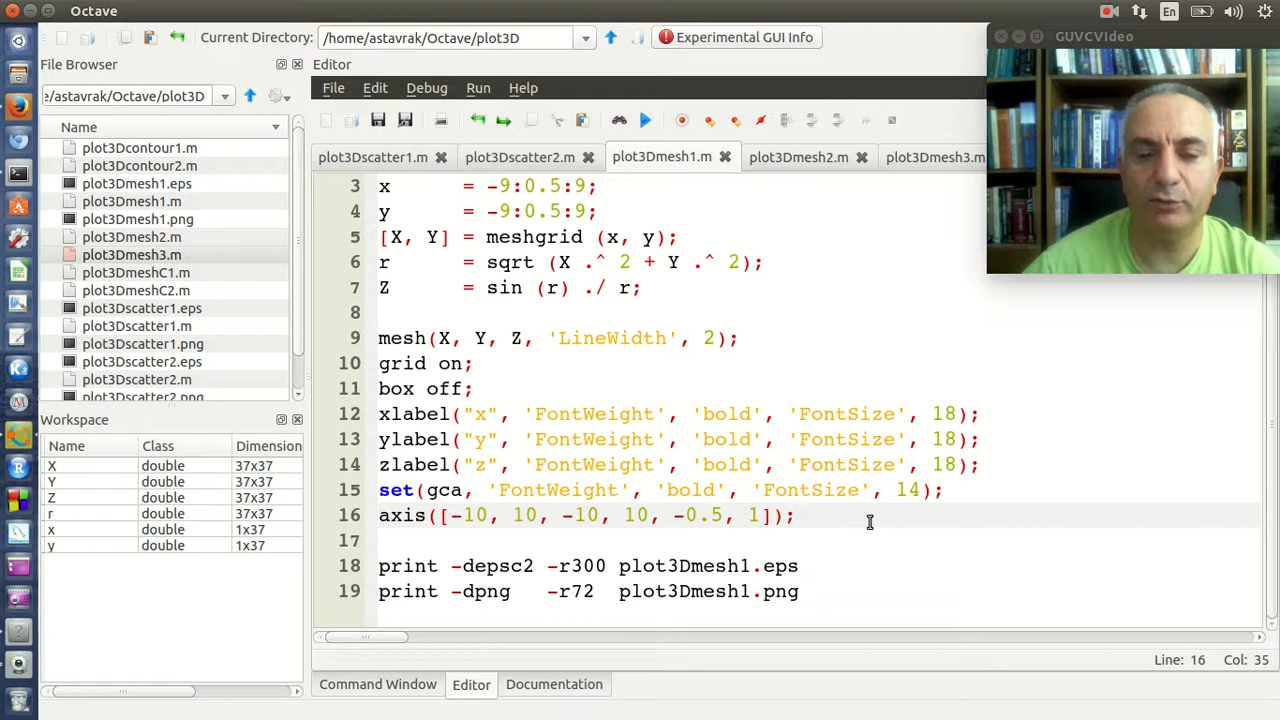 Octave
En
Current Directory: /home/astavrak/Octave/plot3D
Experimental GUI Info
GUVCVIdeo
File Browser
Editor
:/astavrak/Octave/plot3D
File Edit Debug Run Help
Name
plot3Dcontour1.m
plot3Dcontour2.m
plot3Dmesh1.eps
plot3Dmesh1.m
plot3Dmesh1.png
plot3Dmesh2.m
plot3Dmesh3.m
plot3DmeshC1.m
plot3DmeshC2.m
plot3Dscatter1.eps
plot3Dscatter1.m
plot3Dscatter1.png
plot3Dscatter2.eps
plot3Dscatter2.m
plot3Dscatter2.png
Workspace
Name Class Dimension
X double 37x37
Y double 37x37
Z double 37x37
r double 37x37
x double 1x37
y double 1x37
plot3Dscatter1.m plot3Dscatter2.m plot3Dmesh1.m plot3Dmesh2.m plot3Dmesh3.m
3 x = -9:0.5:9;
4 y = -9:0.5:9;
5 [X, Y] = meshgrid (x, y);
6 r = sqrt (X .^ 2 + Y .^ 2);
7 Z = sin (r) ./ r;
8
9 mesh(X, Y, Z, 'LineWidth', 2);
10 grid on;
11 box off;
12 xlabel("x", 'FontWeight', 'bold', 'FontSize', 18);
13 ylabel("y", 'FontWeight', 'bold', 'FontSize', 18);
14 zlabel("z", 'FontWeight', 'bold', 'FontSize', 18);
15 set(gca, 'FontWeight', 'bold', 'FontSize', 14);
16 axis([-10, 10, -10, 10, -0.5, 1]);
17
18 print -depsc2 -r300 plot3Dmesh1.eps
19 print -dpng -r72 plot3Dmesh1.png
Line: 16 Col: 35
Command Window Editor Documentation